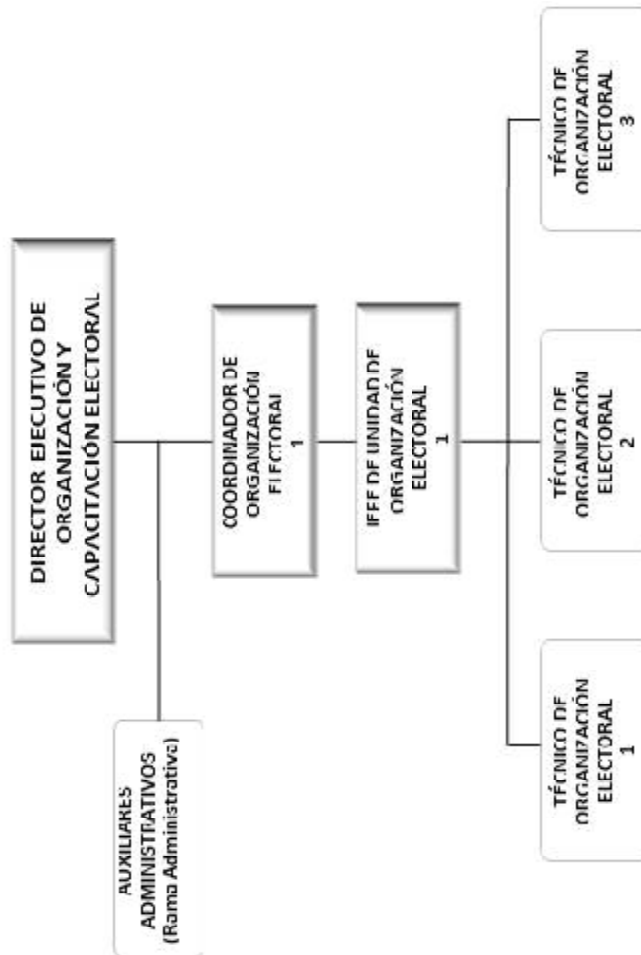 DIRECTOR EJECUTIVO DE
ORGANIZACIÓN Y
CAPACITACIÓN ELECTORAL
AUXILIARES
ADMINISTRATIVOS
(Rama Administrativa)
COORDINADOR DE
ORGANIZACIÓN
ELECTORAL
1
JEFE DE UNIDAD DE
ORGANIZACIÓN
ELECTORAL
1
TÉCNICO DE
ORGANIZACIÓN
ELECTORAL
1
TÉCNICO DE
ORGANIZACIÓN
ELECTORAL
2
TÉCNICO DE
ORGANIZACIÓN
ELECTORAL
3